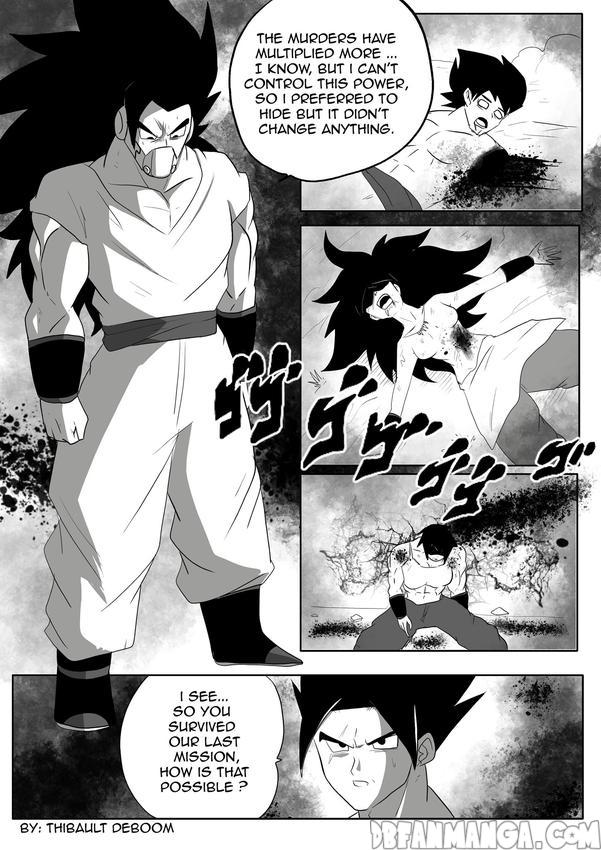 THE MURDERS HAVE
MULTIPLIED MORE ...
I KNOW, BUT I CAN'T
CONTROL THIS POWER,
SO I PREFERRED TO
HIDE BUT IT DIDN'T
CHANGE ANYTHING.
ゴゴゴゴゴゴゴ
I SEE...
SO YOU
SURVIVED
OUR LAST
MISSION,
HOW IS THAT
POSSIBLE ?
BY: THIBAULT DEBOOM
DBFANMANGA.COM